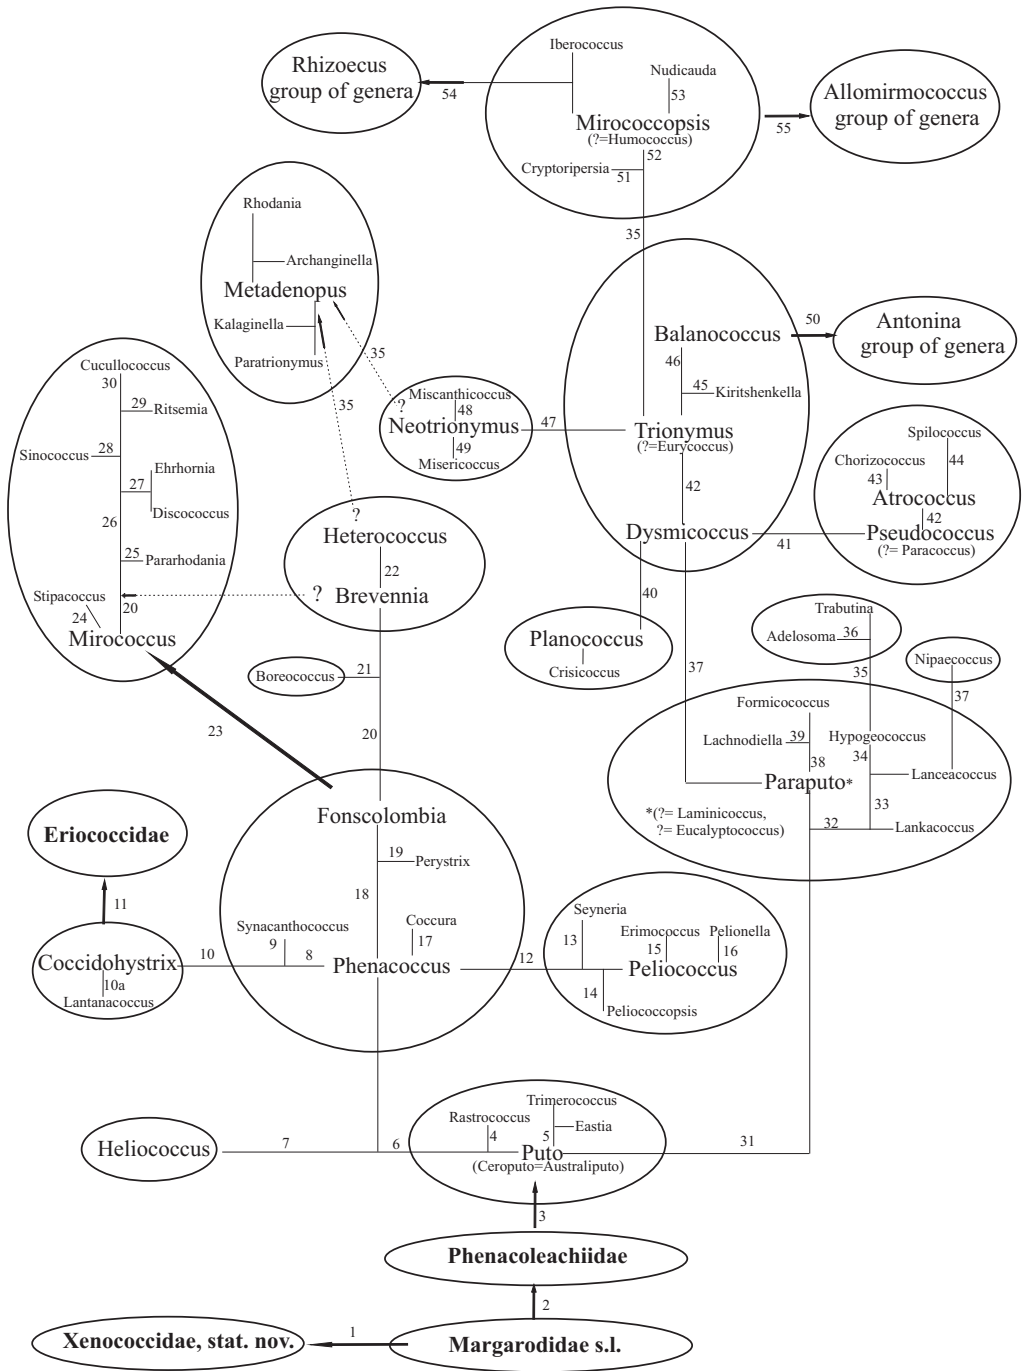 Iberococcus
Rhizoecus
group of genera
54
Nudicauda
53
Mirococcopsis
(?=Humococcus)
52
Cryptoripersia
51
55
Allomirmococcus
group of genera
35
Rhodania
Archanginella
Metadenopus
Kalaginella
Paratrionymus
35
35
Balanococcus
50
Antonina
group of genera
46
45
Kiritshenkella
Miscanthicoccus
?
48
Neotrionymus
49
Misericoccus
47
Trionymus
(?=Eurycoccus)
42
Cucullococcus
30
29
Ritsemia
Sinococcus
28
Ehrhornia
27
Discococcus
26
25
Pararhodania
Stipacoccus
24
20
Mirococcus
Spilococcus
Chorizococcus
44
43
Atrococcus
42
Pseudococcus
(?= Paracoccus)
41
Dysmicoccus
?
Heterococcus
22
?
Brevennia
40
Planococcus
Crisicoccus
37
Trabutina
Adelosoma
36
35
Nipaecoccus
37
Boreococcus
21
20
23
Formicococcus
Lachnodiella
39
38
Hypogeococcus
34
Paraputo*
Lanceacoccus
*(?= Laminicoccus,
?= Eucalyptococcus)
33
32
Lankacoccus
Fonscolombia
19
Perystrix
18
Eriococcidae
11
Synacanthococcus
9
Coccura
17
Coccidohystrix
10
8
Phenacoccus
12
10a
Lantanacoccus
Seyneria
13
Erimococcus
15
Pelionella
16
Peliococcus
14
Peliococcopsis
Trimerococcus
Rastrococcus
4
5
Eastia
Heliococcus
7
6
Puto
31
(Ceroputo=Australiputo)
3
Phenacoleachiidae
2
Xenococcidae, stat. nov.
1
Margarodidae s.l.